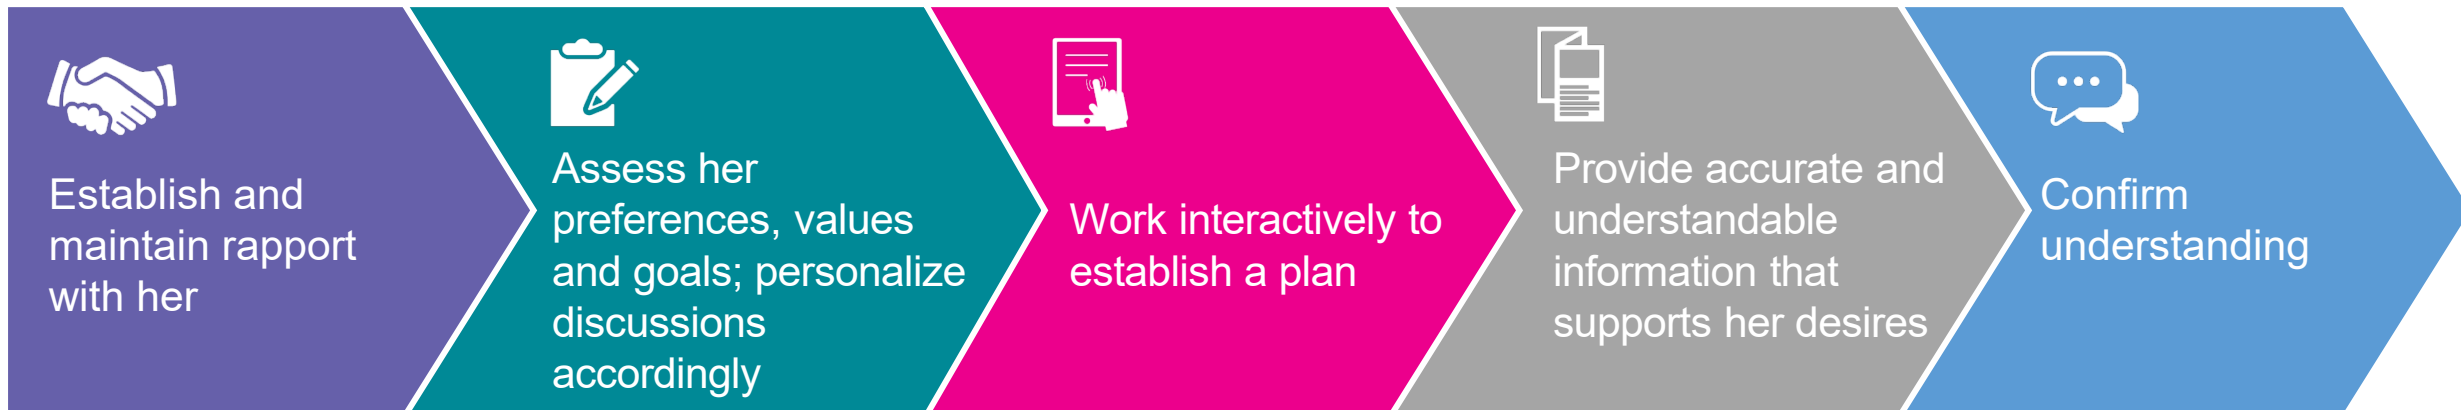 Establish and
maintain rapport
with her
Assess her
preferences, values
and goals; personalize
discussions
accordingly
Work interactively to
establish a plan
Provide accurate and
understandable
information that
supports her desires
Confirm
understanding